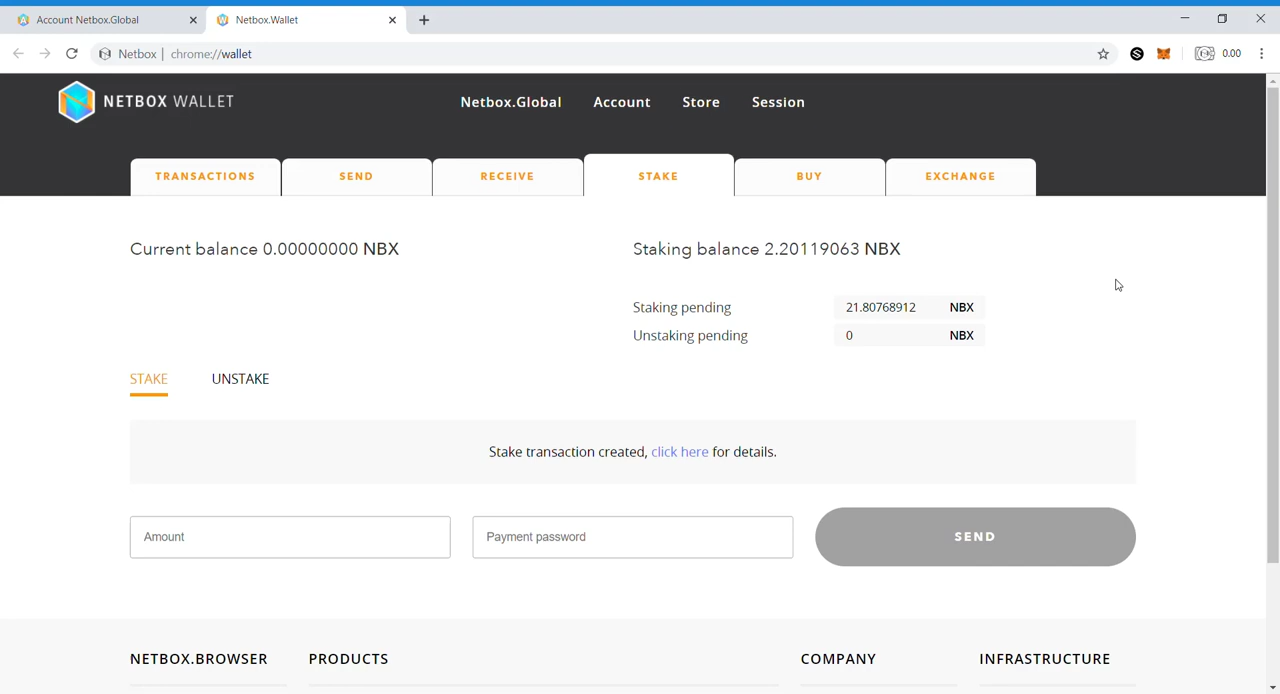 Account Netbox.Global
Netbox.Wallet
Netbox | chrome://wallet
0.00
NETBOX WALLET
Netbox.Global Account Store Session
TRANSACTIONS SEND RECEIVE STAKE BUY EXCHANGE
Current balance 0.00000000 NBX
Staking balance 2.20119063 NBX
Staking pending 21.80768912 NBX
Unstaking pending 0 NBX
STAKE UNSTAKE
Stake transaction created, click here for details.
Amount Payment password SEND
NETBOX.BROWSER PRODUCTS COMPANY INFRASTRUCTURE